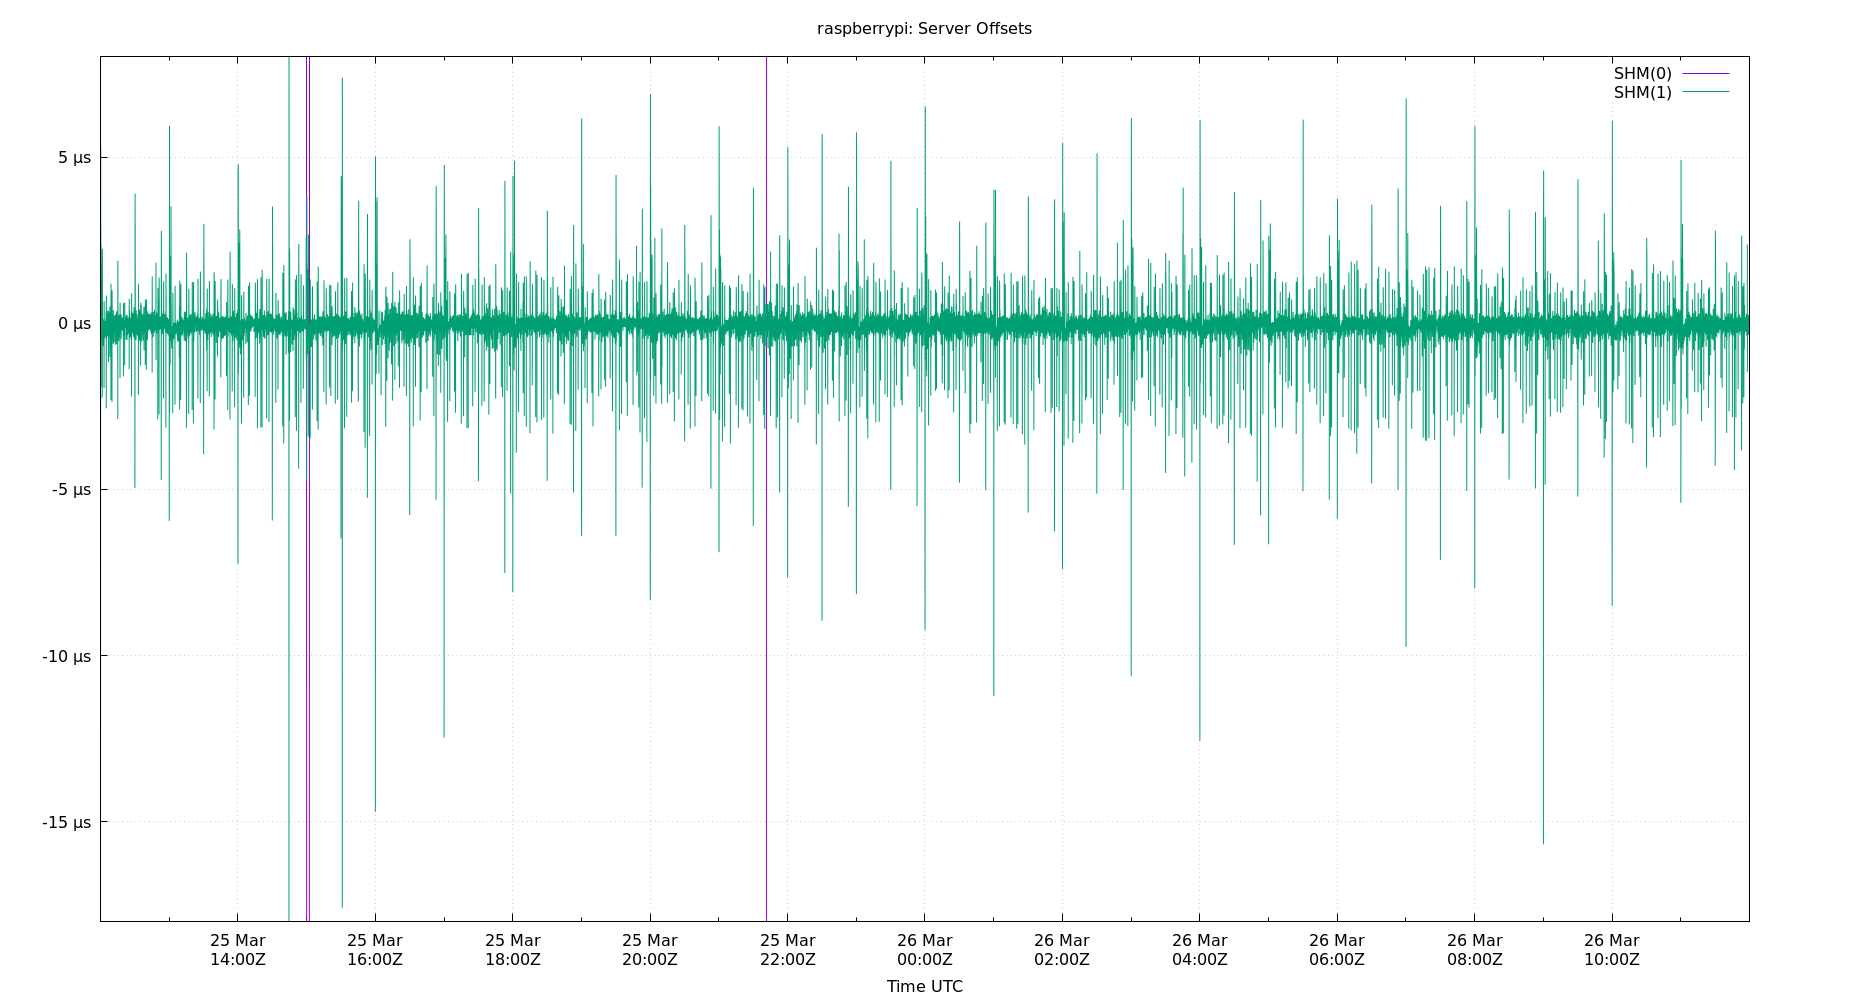 raspberrypi: Server Offsets
SHM(0)
SHM(1)
5 µs
0 µs
-5 µs
-10 µs
-15 µs
25 Mar 25 Mar 25 Mar 25 Mar 25 Mar 26 Mar 26 Mar 26 Mar 26 Mar 26 Mar 26 Mar
14:00Z 16:00Z 18:00Z 20:00Z 22:00Z 00:00Z 02:00Z 04:00Z 06:00Z 08:00Z 10:00Z
Time UTC